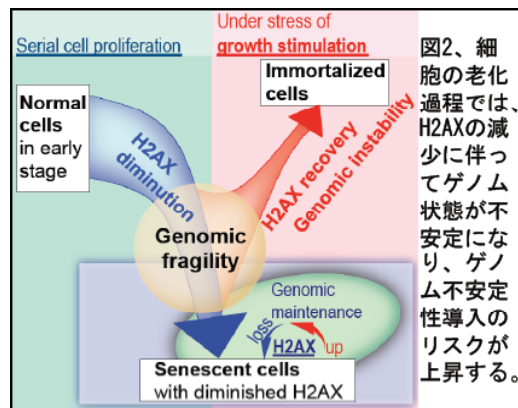 Serial cell proliferation
Under stress of
growth stimulation
Normal
cells
in early
stage
H2AX
diminution
Immortalized
cells
H2AX recovery
Genomic instability
Genomic
fragility
Genomic
maintenance
loss
H2AX
up
Senescent cells
with diminished H2AX
図2、細
胞の老化
過程では、
H2AXの減
少に伴っ
てゲノム
状態が不
安定にな
り、ゲノ
ム不安定
性導入の
リスクが
上昇する。